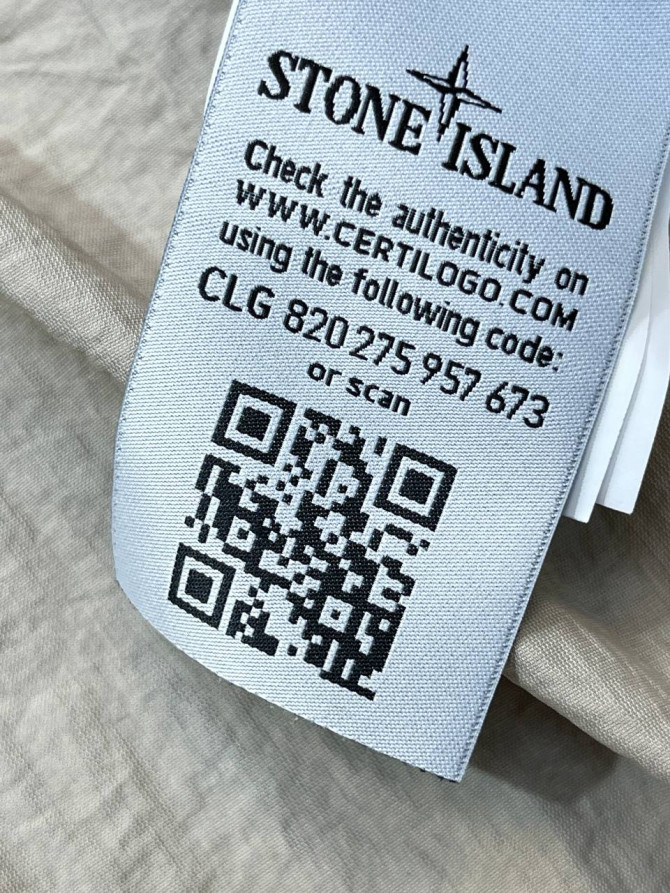 STONE ISLAND
Check the authenticity on
WWW.CERTILOGO.COM
using the following code:
CLG 820 275 957 673
or scan